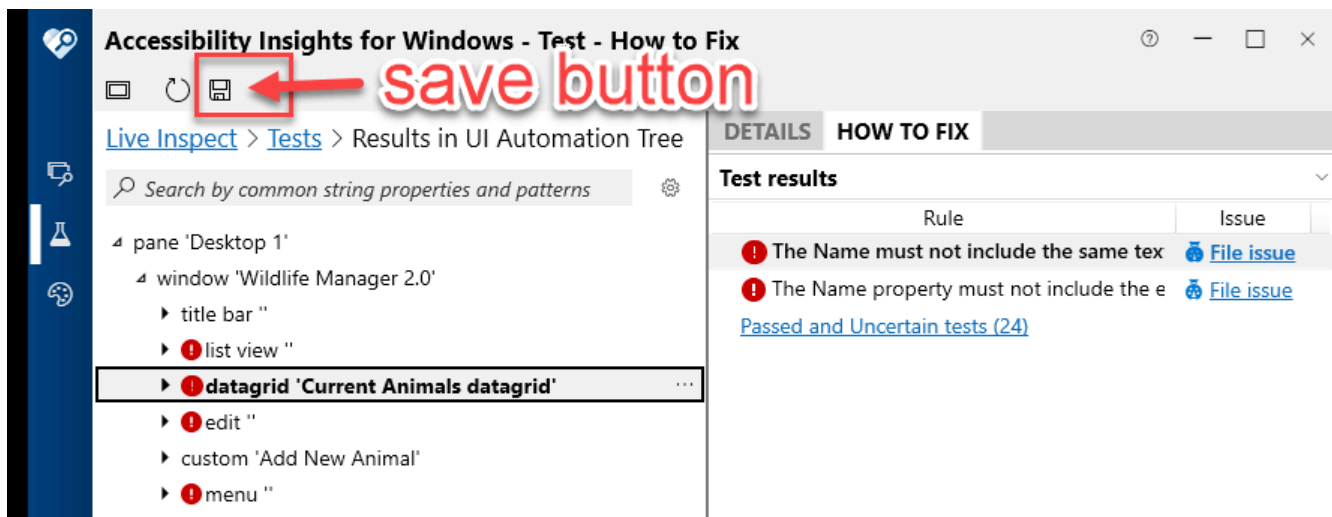 Accessibility Insights for Windows - Test - How to Fix
save button
Live Inspect > Tests > Results in UI Automation Tree
Search by common string properties and patterns
pane 'Desktop 1'
window 'Wildlife Manager 2.0'
title bar ''
list view ''
datagrid 'Current Animals datagrid'
...
edit ''
custom 'Add New Animal'
menu ''
DETAILS HOW TO FIX
Test results
Rule Issue
The Name must not include the same tex File issue
The Name property must not include the e File issue
Passed and Uncertain tests (24)